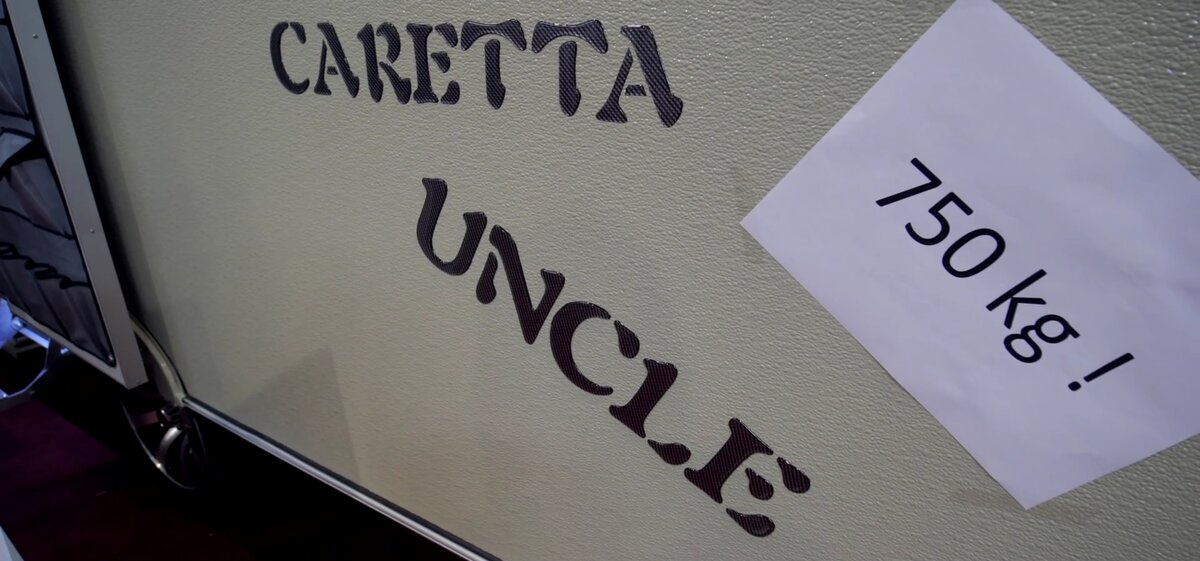 CARETTA
UNCLE
750 kg !